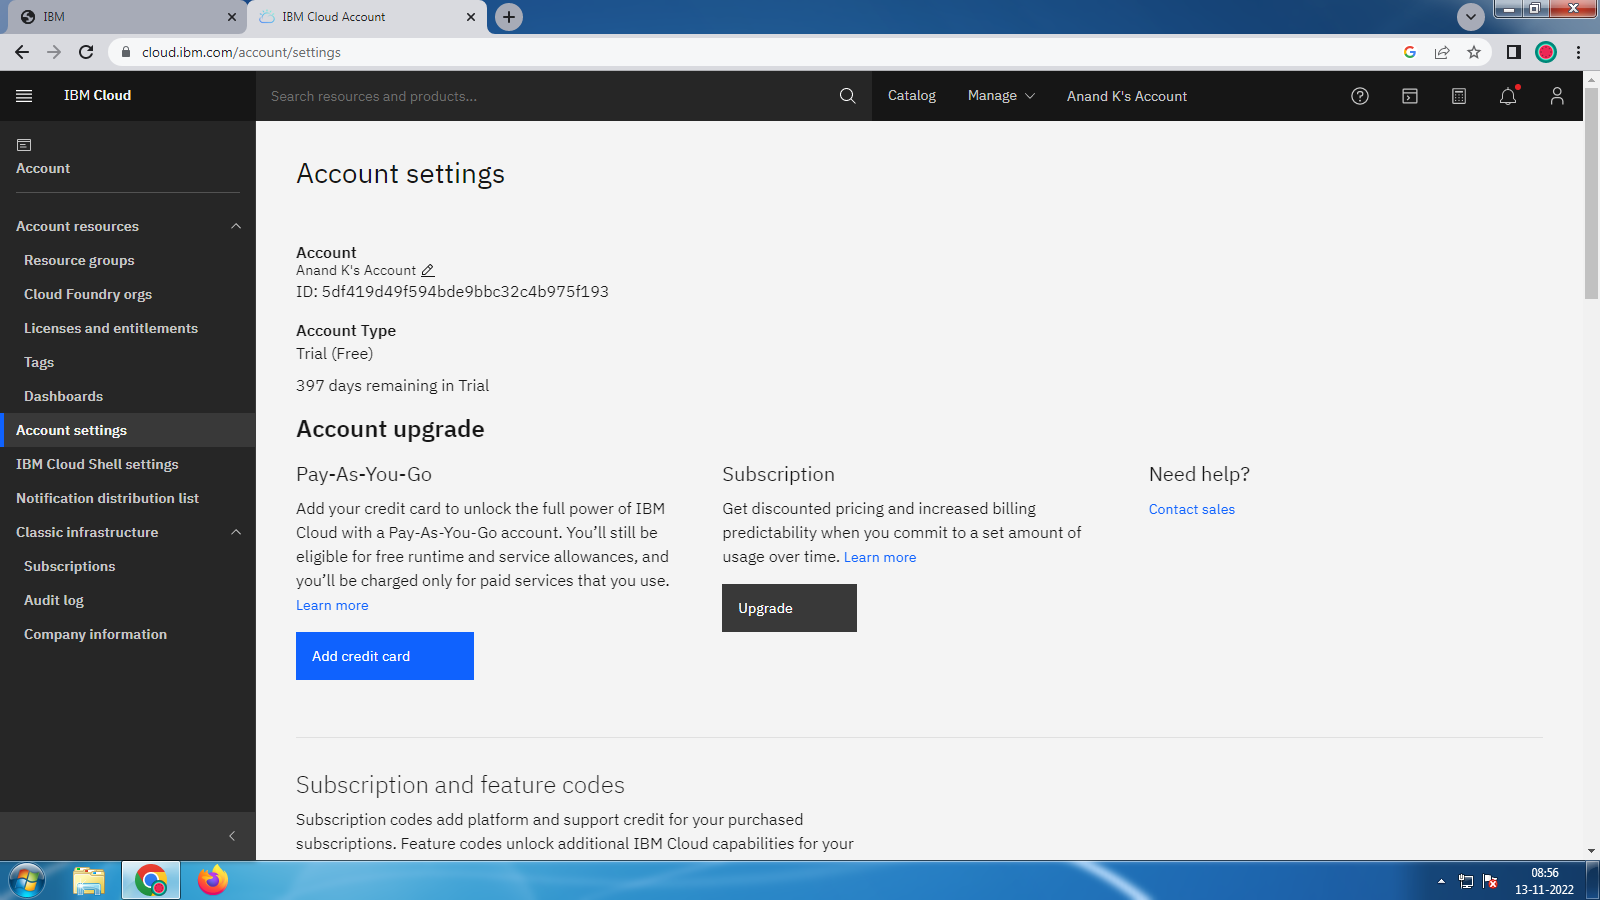 IBM
IBM Cloud Account
cloud.ibm.com/account/settings
IBM Cloud
Search resources and products...
Catalog
Manage
Anand K's Account
Account
Account resources
Resource groups
Cloud Foundry orgs
Licenses and entitlements
Tags
Dashboards
Account settings
IBM Cloud Shell settings
Notification distribution list
Classic infrastructure
Subscriptions
Audit log
Company information
Account settings
Account
Anand K's Account
ID: 5df419d49f594bde9bbc32c4b975f193
Account Type
Trial (Free)
397 days remaining in Trial
Account upgrade
Pay-As-You-Go
Add your credit card to unlock the full power of IBM
Cloud with a Pay-As-You-Go account. You’ll still be
eligible for free runtime and service allowances, and
you’ll be charged only for paid services that you use.
Learn more
Add credit card
Subscription
Get discounted pricing and increased billing
predictability when you commit to a set amount of
usage over time. Learn more
Upgrade
Need help?
Contact sales
Subscription and feature codes
Subscription codes add platform and support credit for your purchased
subscriptions. Feature codes unlock additional IBM Cloud capabilities for your
08:56
13-11-2022